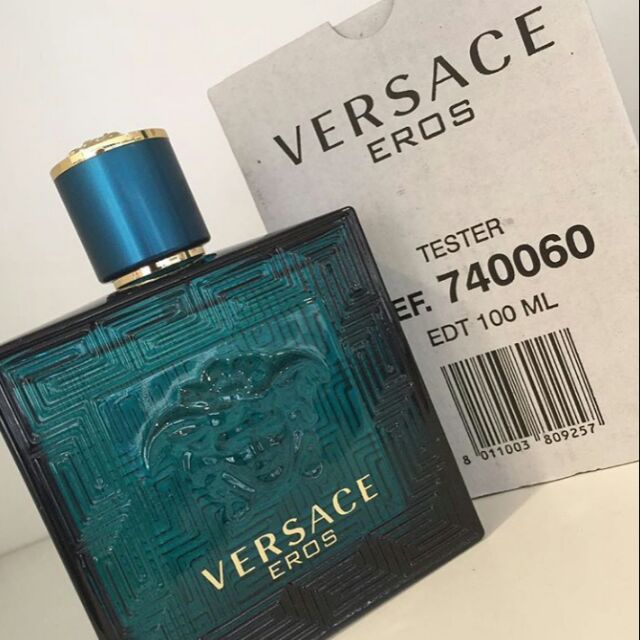 VERSACE
EROS
TESTER
EF. 740060
EDT 100 ML
8 011003 809257
VERSACE
EROS